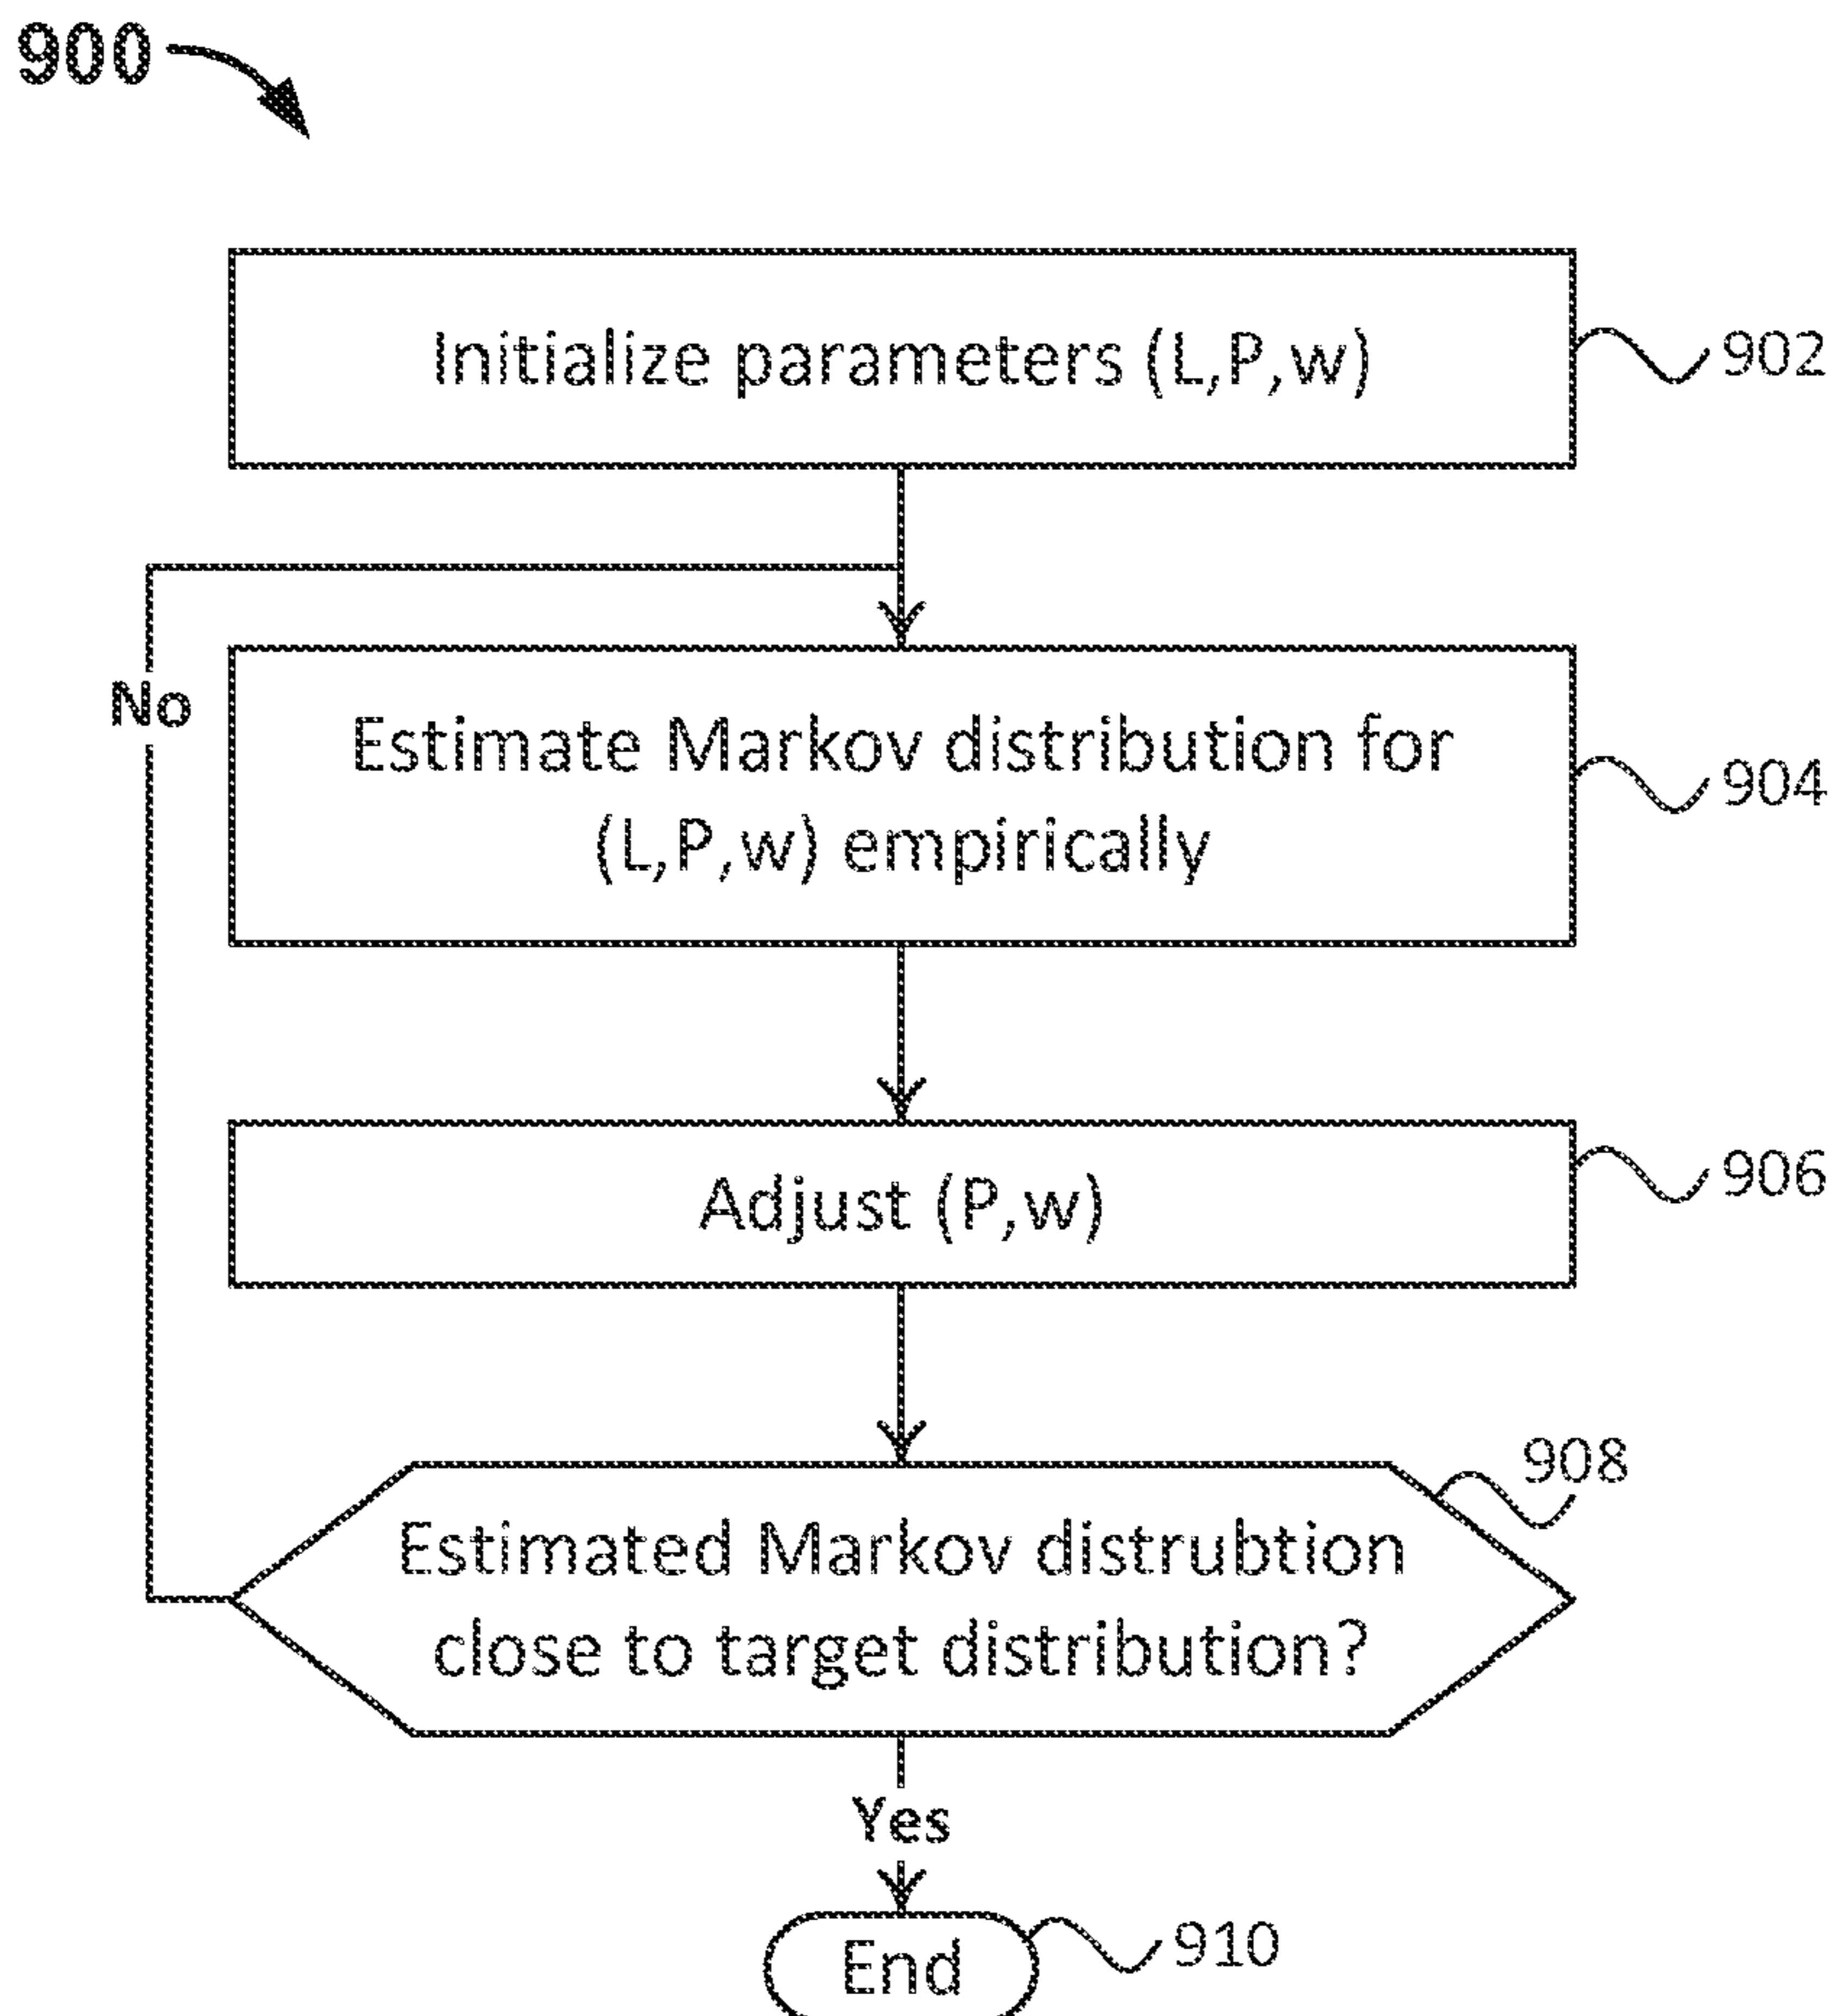 900
Initialize parameters (L,P,w)
902
No
Estimate Markov distribution for
(L,P,w) empirically
904
Adjust (P,w)
906
908
Estimated Markov distrubtion
close to target distribution?
Yes
End
910